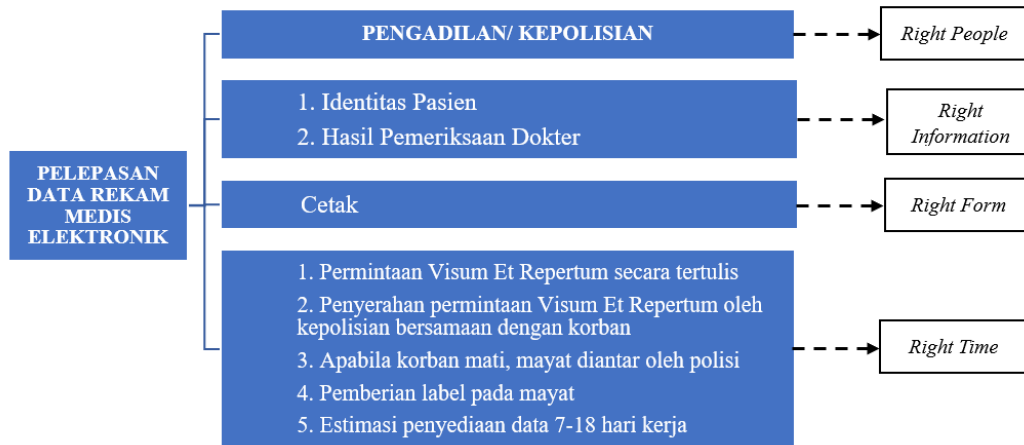 PENGADILAN/ KEPOLISIAN
Right People
1. Identitas Pasien
2. Hasil Pemeriksaan Dokter
Right
Information
PELEPASAN
DATA REKAM
MEDIS
ELEKTRONIK
Cetak
Right Form
1. Permintaan Visum Et Repertum secara tertulis
2. Penyerahan permintaan Visum Et Repertum oleh
kepolisian bersamaan dengan korban
3. Apabila korban mati, mayat diantar oleh polisi
4. Pemberian label pada mayat
5. Estimasi penyediaan data 7-18 hari kerja
Right Time